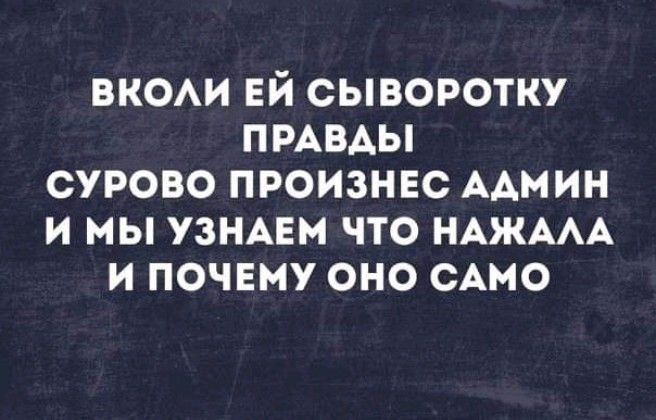 ВКОЛИ ЕЙ СЫВОРОТКУ
ПРАВДЫ
СУРОВО ПРОИЗНЕС АДМИН
И МЫ УЗНАЕМ ЧТО НАЖАЛА
И ПОЧЕМУ ОНО САМО